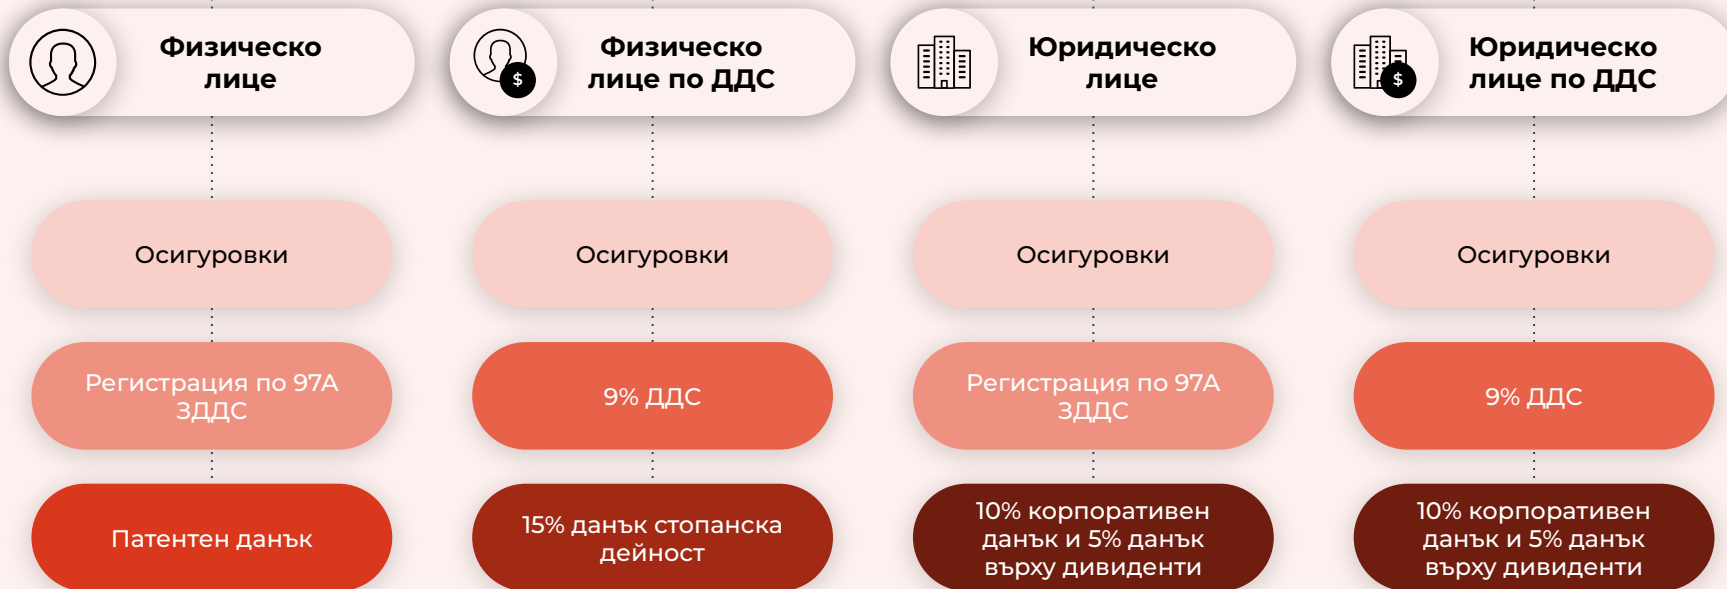 Физическо
лице
$
Физическо
лице по ДДС
Юридическо
лице
$
Юридическо
лице по ДДС
Осигуровки
Осигуровки
Осигуровки
Осигуровки
Регистрация по 97А
ЗДДС
9% ДДС
Регистрация по 97А
ЗДДС
9% ДДС
Патентен данък
15% данък стопанска
дейност
10% корпоративен
данък и 5% данък
върху дивиденти
10% корпоративен
данък и 5% данък
върху дивиденти